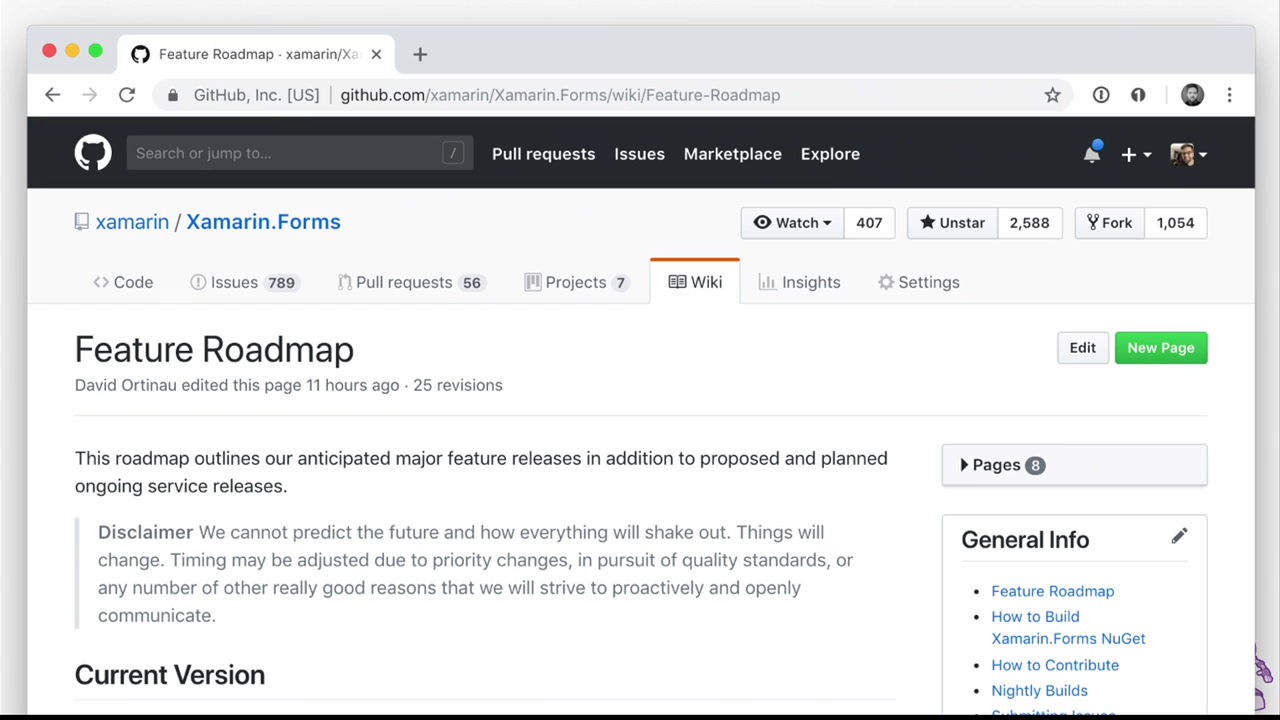 Feature Roadmap · xamarin/Xa
GitHub, Inc. [US] github.com/xamarin/Xamarin.Forms/wiki/Feature-Roadmap
Search or jump to... / Pull requests Issues Marketplace Explore
xamarin / Xamarin.Forms Watch 407 Unstar 2,588 Fork 1,054
Code Issues 789 Pull requests 56 Projects 7 Wiki Insights Settings
Feature Roadmap Edit New Page
David Ortinau edited this page 11 hours ago · 25 revisions
This roadmap outlines our anticipated major feature releases in addition to proposed and planned
ongoing service releases.
Disclaimer We cannot predict the future and how everything will shake out. Things will
change. Timing may be adjusted due to priority changes, in pursuit of quality standards, or
any number of other really good reasons that we will strive to proactively and openly
communicate.
Current Version
Pages 8
General Info
Feature Roadmap
How to Build
Xamarin.Forms NuGet
How to Contribute
Nightly Builds
Submitting Issues